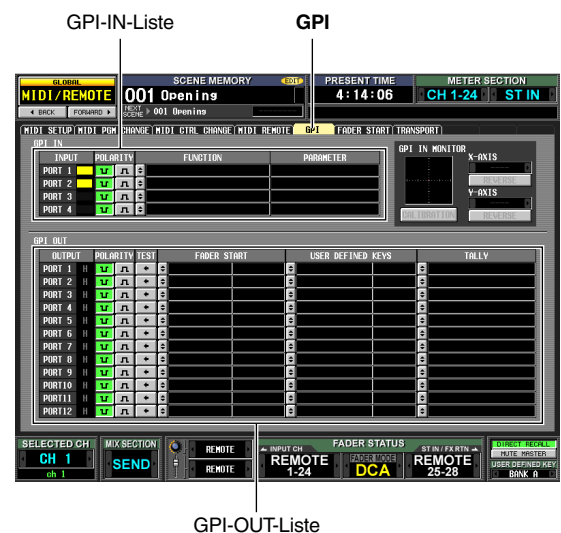 GPI-IN-Liste GPI
GLOBAL SCENE MEMORY EDIT PRESENT TIME METER SECTION
MIDI/REMOTE 001 Opening 4:14:06 CH 1-24 ST IN
BACK FORWARD NEXT SCENE 001 Opening
MIDI SETUP MIDI PGM CHANGE MIDI CTRL CHANGE MIDI REMOTE GPI FADER START TRANSPORT
GPI IN GPI IN MONITOR
INPUT POLARITY FUNCTION PARAMETER X-AXIS
PORT 1
PORT 2 REVERSE
PORT 3 Y-AXIS
PORT 4 CALIBRATION REVERSE
GPI OUT
OUTPUT POLARITY TEST FADER START USER DEFINED KEYS TALLY
PORT 1 H
PORT 2 H
PORT 3 H
PORT 4 H
PORT 5 H
PORT 6 H
PORT 7 H
PORT 8 H
PORT 9 H
PORT10 H
PORT11 H
PORT12 H
SELECTED CH MIX SECTION REMOTE INPUT CH FADER STATUS ST IN / FX RTN DIRECT RECALL
CH 1 SEND REMOTE 1-24 FADER MODE DCA REMOTE 25-28 MUTE MASTER
ch 1 REMOTE USER DEFINED KEY
BANK A
GPI-OUT-Liste